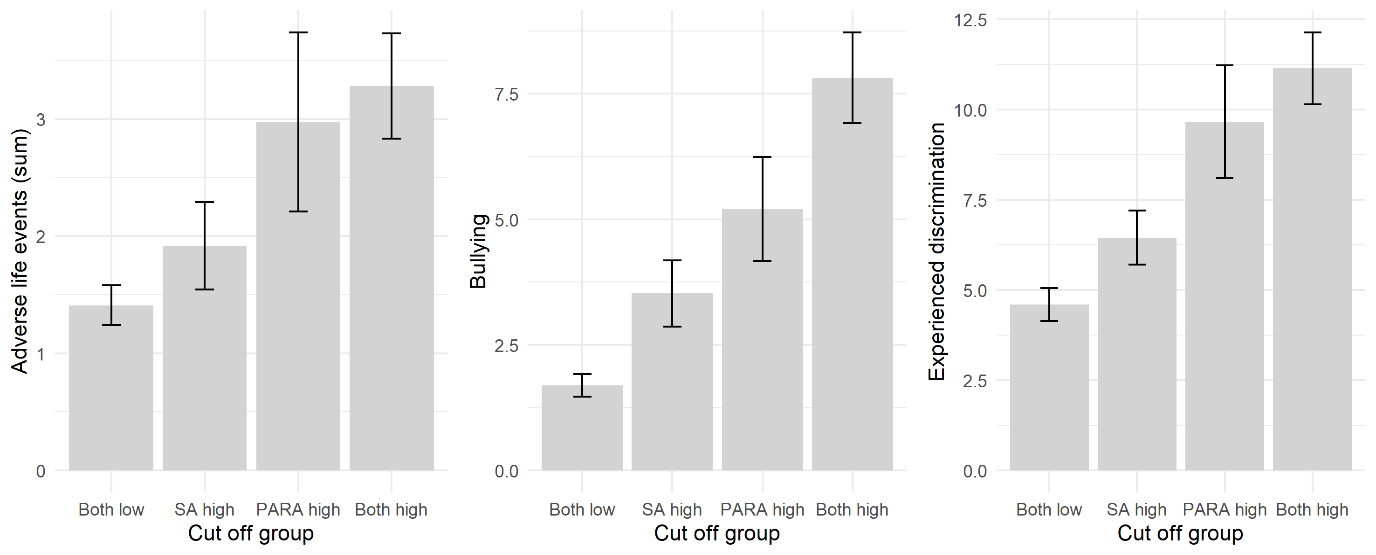 Adverse life events (sum)
3
2
1
0
Both low SA high PARA high Both high
Cut off group
Bullying
7.5
5.0
2.5
0.0
Both low SA high PARA high Both high
Cut off group
Experienced discrimination
12.5
10.0
7.5
5.0
2.5
0.0
Both low SA high PARA high Both high
Cut off group